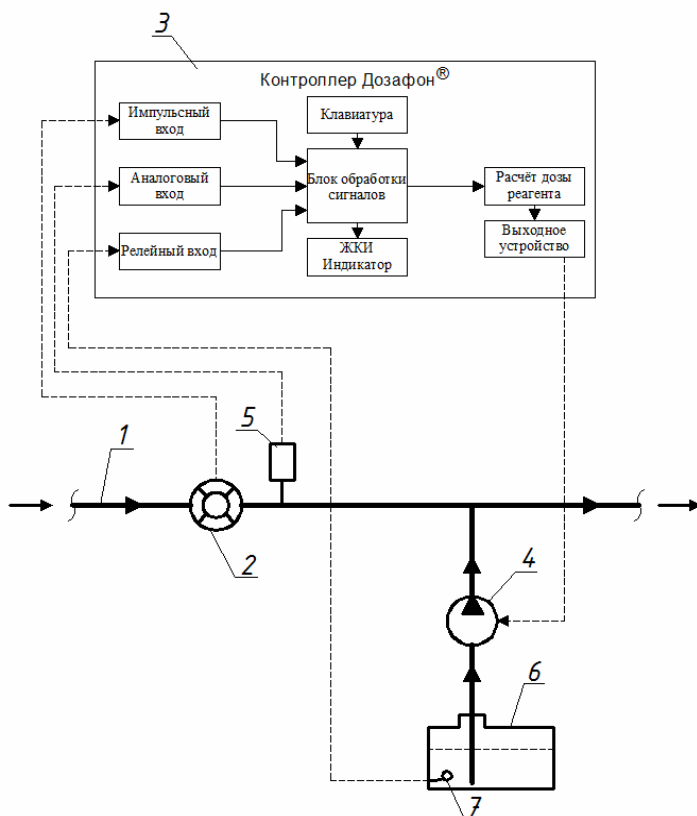 3
Контроллер Дозафон®
Импульсный
вход
Клавиатура
Аналоговый
вход
Блок обработки
сигналов
Расчёт дозы
реагента
Релейный вход
ЖКИ
Индикатор
Выходное
устройство
1
5
2
4
6
7